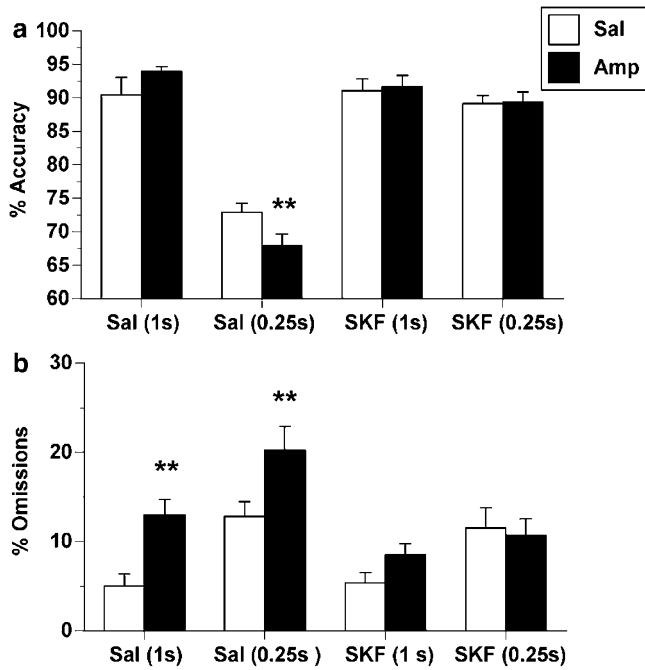 a
100
95
90
85
75
70
65
60
% Accuracy
**
Sal
Amp
Sal (1s)
Sal (0.25s)
SKF (1s)
SKF (0.25s)
b
30
20
10
0
% Omissions
**
**
Sal (1s)
Sal (0.25s )
SKF (1 s)
SKF (0.25s)